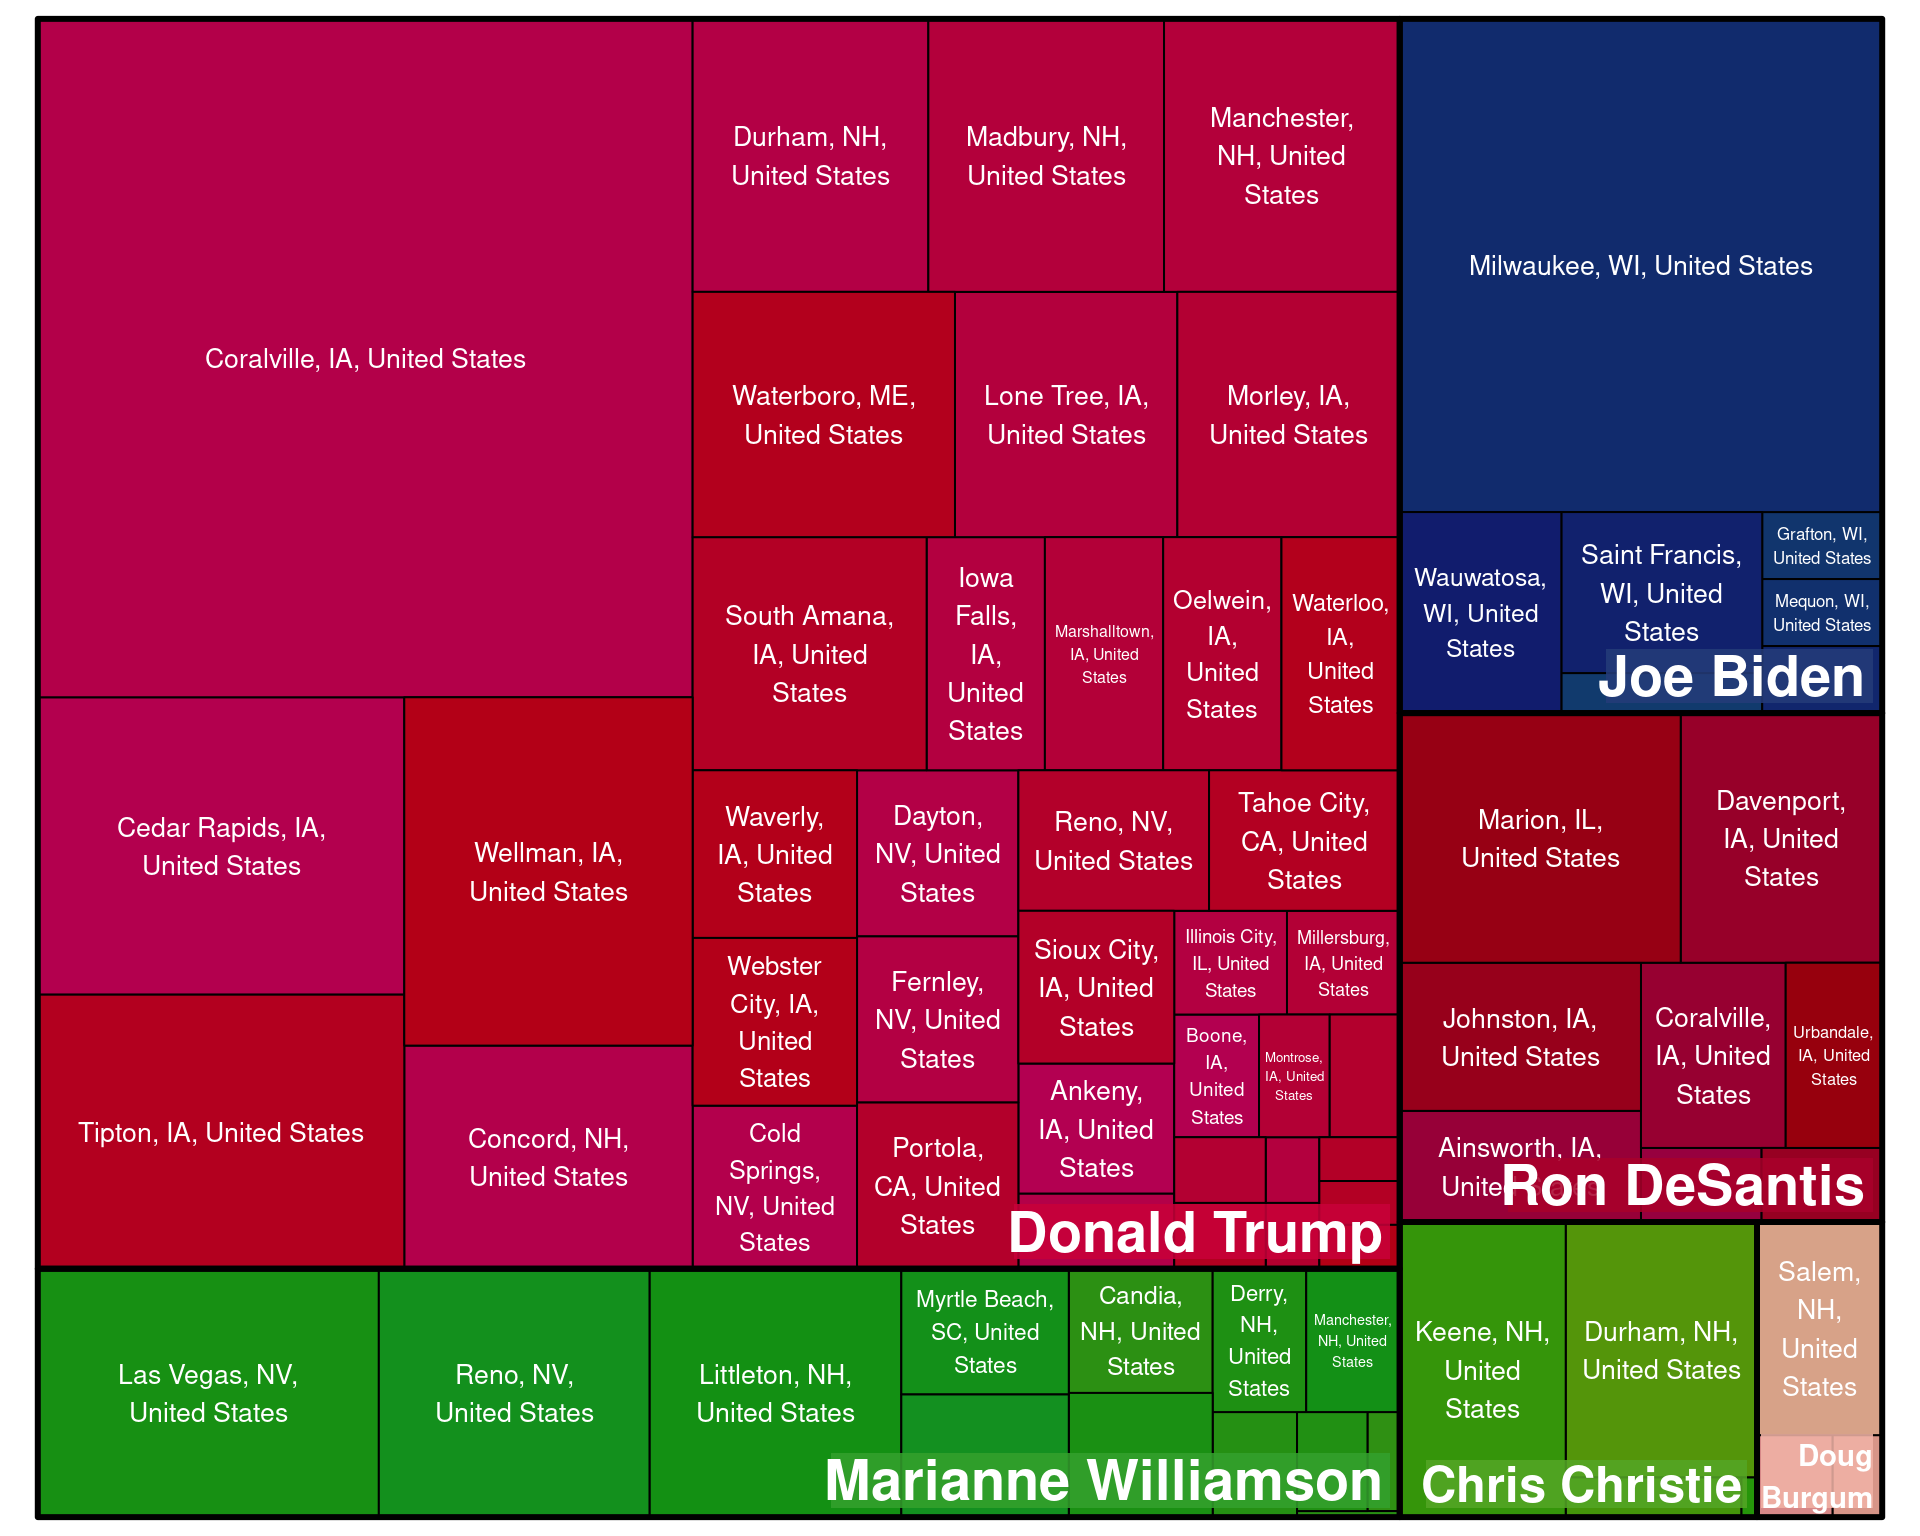 Coralville, IA, United States
Durham, NH,
United States
Madbury, NH,
United States
Manchester,
NH, United
States
Waterboro, ME,
United States
Lone Tree, IA,
United States
Morley, IA,
United States
South Amana,
IA, United
States
Iowa
Falls,
IA,
United
States
Marshalltown,
IA, United
States
Oelwein,
IA,
United
States
Waterloo,
IA,
United
States
Cedar Rapids, IA,
United States
Wellman, IA,
United States
Tipton, IA, United States
Concord, NH,
United States
Waverly,
IA, United
States
Dayton,
NV, United
States
Reno, NV,
United States
Tahoe City,
CA, United
States
Webster
City, IA,
United
States
Fernley,
NV, United
States
Sioux City,
IA, United
States
Illinois City,
IL, United
States
Millersburg,
IA, United
States
Boone,
IA,
United
States
Montrose,
IA, United
States
Cold
Springs,
NV, United
States
Portola,
CA, United
States
Ankeny,
IA, United
States
Donald Trump
Milwaukee, WI, United States
Wauwatosa,
WI, United
States
Saint Francis,
WI, United
States
Grafton, WI,
United States
Mequon, WI,
United States
Joe Biden
Marion, IL,
United States
Davenport,
IA, United
States
Johnston, IA,
United States
Coralville,
IA, United
States
Urbandale,
IA, United
States
Ainsworth, IA,
United States
Ron DeSantis
Las Vegas, NV,
United States
Reno, NV,
United States
Littleton, NH,
United States
Myrtle Beach,
SC, United
States
Candia,
NH, United
States
Derry,
NH,
United
States
Manchester,
NH, United
States
Marianne Williamson
Keene, NH,
United
States
Durham, NH,
United States
Chris Christie
Salem,
NH,
United
States
Doug
Burgum